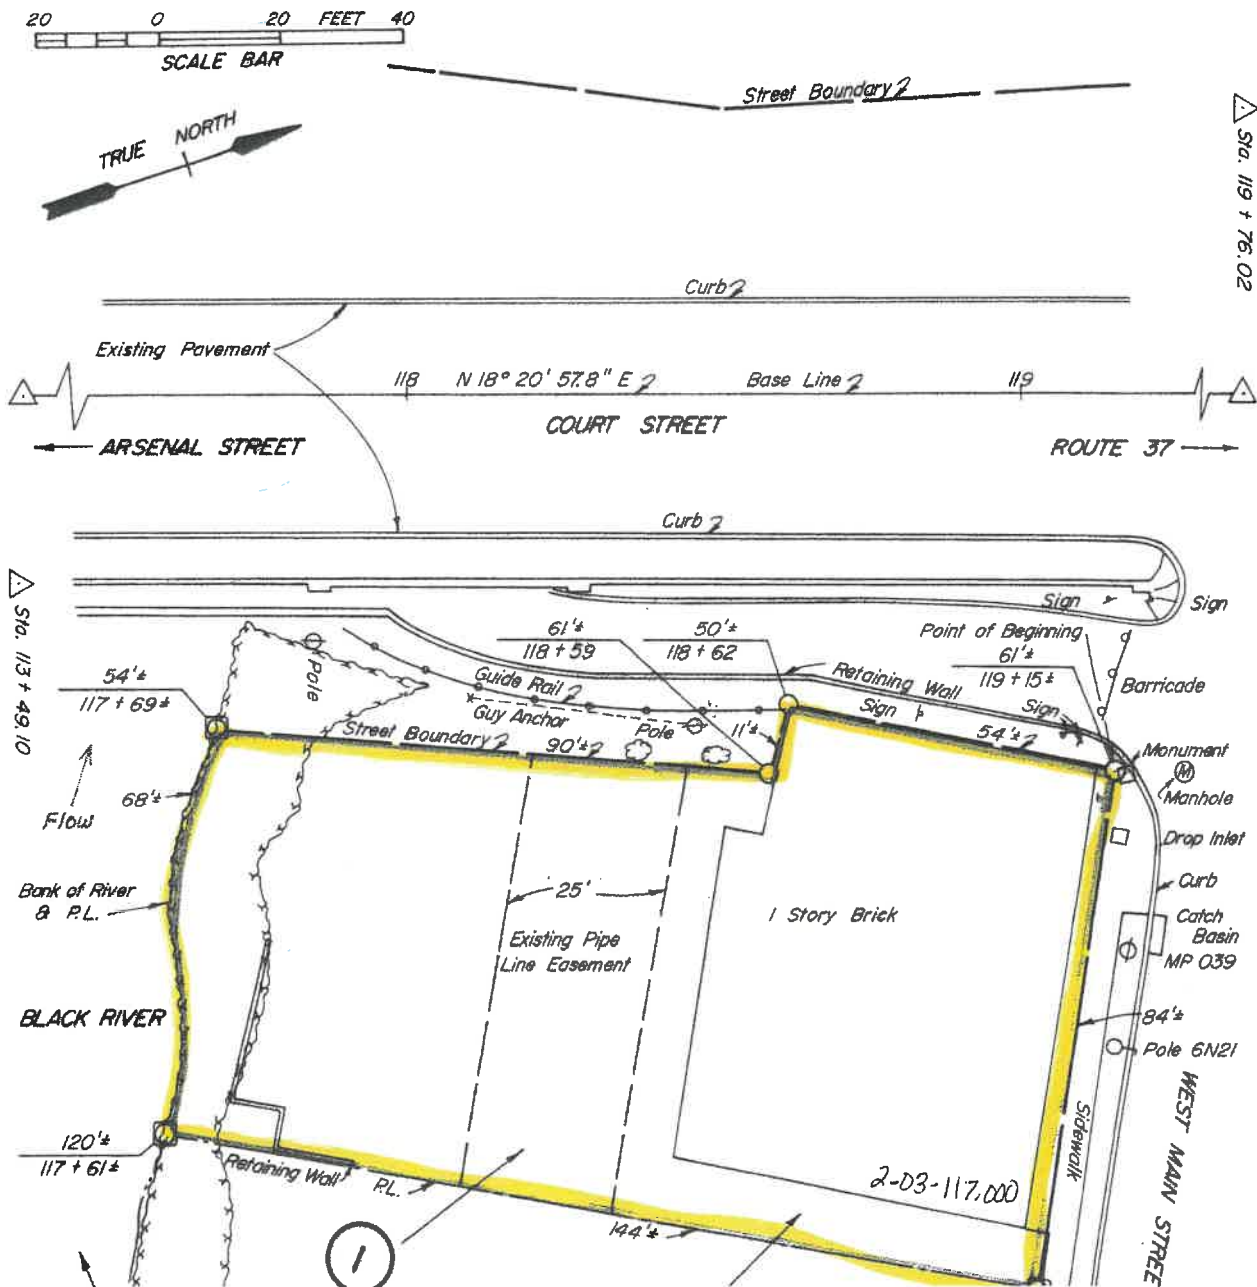 20 0 20 FEET 40
SCALE BAR
TRUE NORTH
Street Boundary
Sta. 119 + 76.02
Curb
Existing Pavement
118 N 18° 20' 57.8" E Base Line 119
COURT STREET
ARSENAL STREET
ROUTE 37
Curb
Sta. 113 + 49.10
Sign
Sign
Point of Beginning
61'±
119 + 15±
Barricade
61'±
118 + 59
50'±
118 + 62
Retaining Wall
Sign
Sign
Pole
54'±
117 + 69±
Guide Rail
Guy Anchor
Pole
Street Boundary
90'±
11'±
54'±
Monument
M
Manhole
Drop Inlet
Curb
Catch
Basin
MP 039
Flow
68'±
Bank of River
& P.L.
25'
Existing Pipe
Line Easement
1 Story Brick
BLACK RIVER
84'±
Pole 6N21
WEST MAIN STREE
Sidewalk
120'±
117 + 61±
Retaining Wall
P.L.
144'±
2-03-117.000
1